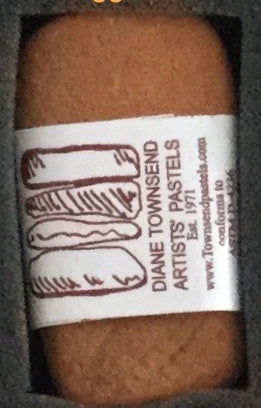 DIANE TOWNSEND
ARTISTS' PASTELS
Est. 1971
www.Townsendpastels.com
conforms to